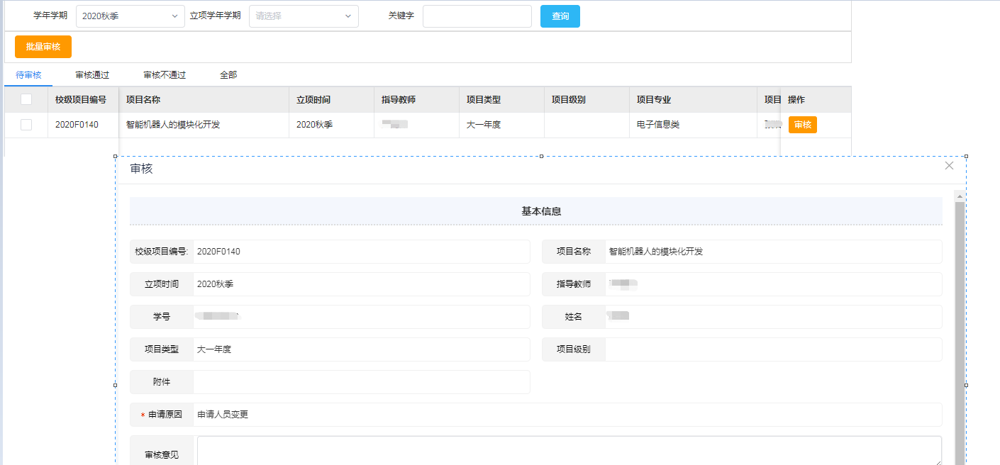 学年学期 2020秋季 立项学年学期 请选择 关键字 查询
批量审核
待审核 审核通过 审核不通过 全部
校级项目编号 项目名称 立项时间 指导教师 项目类型 项目级别 项目专业 项目 操作
2020F0140 智能机器人的模块化开发 2020秋季 大一年度 电子信息类 审核
审核
基本信息
校级项目编号: 2020F0140 项目名称 智能机器人的模块化开发
立项时间 2020秋季 指导教师
学号 姓名
项目类型 大一年度 项目级别
附件
* 申请原因 申请人员变更
审核意见